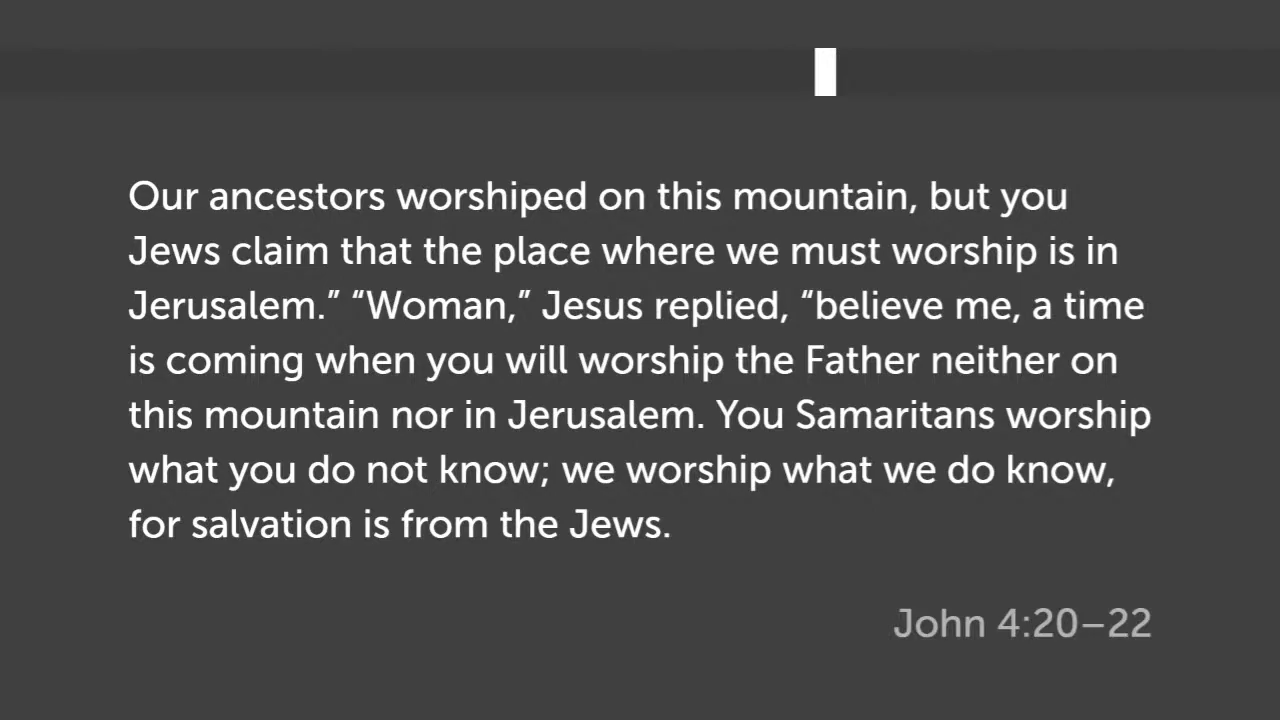 Our ancestors worshiped on this mountain, but you
Jews claim that the place where we must worship is in
Jerusalem.” “Woman,” Jesus replied, “believe me, a time
is coming when you will worship the Father neither on
this mountain nor in Jerusalem. You Samaritans worship
what you do not know; we worship what we do know,
for salvation is from the Jews.
John 4:20–22